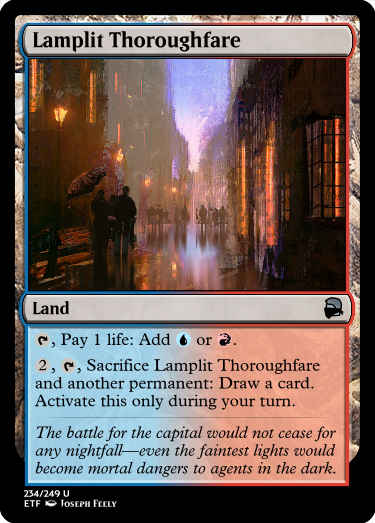 Lamplit Thoroughfare
Land
, Pay 1 life: Add or .
2, , Sacrifice Lamplit Thoroughfare
and another permanent: Draw a card.
Activate this only during your turn.
The battle for the capital would not cease for
any nightfall—even the faintest lights would
become mortal dangers to agents in the dark.
234/249 U
ETF Joseph Feely